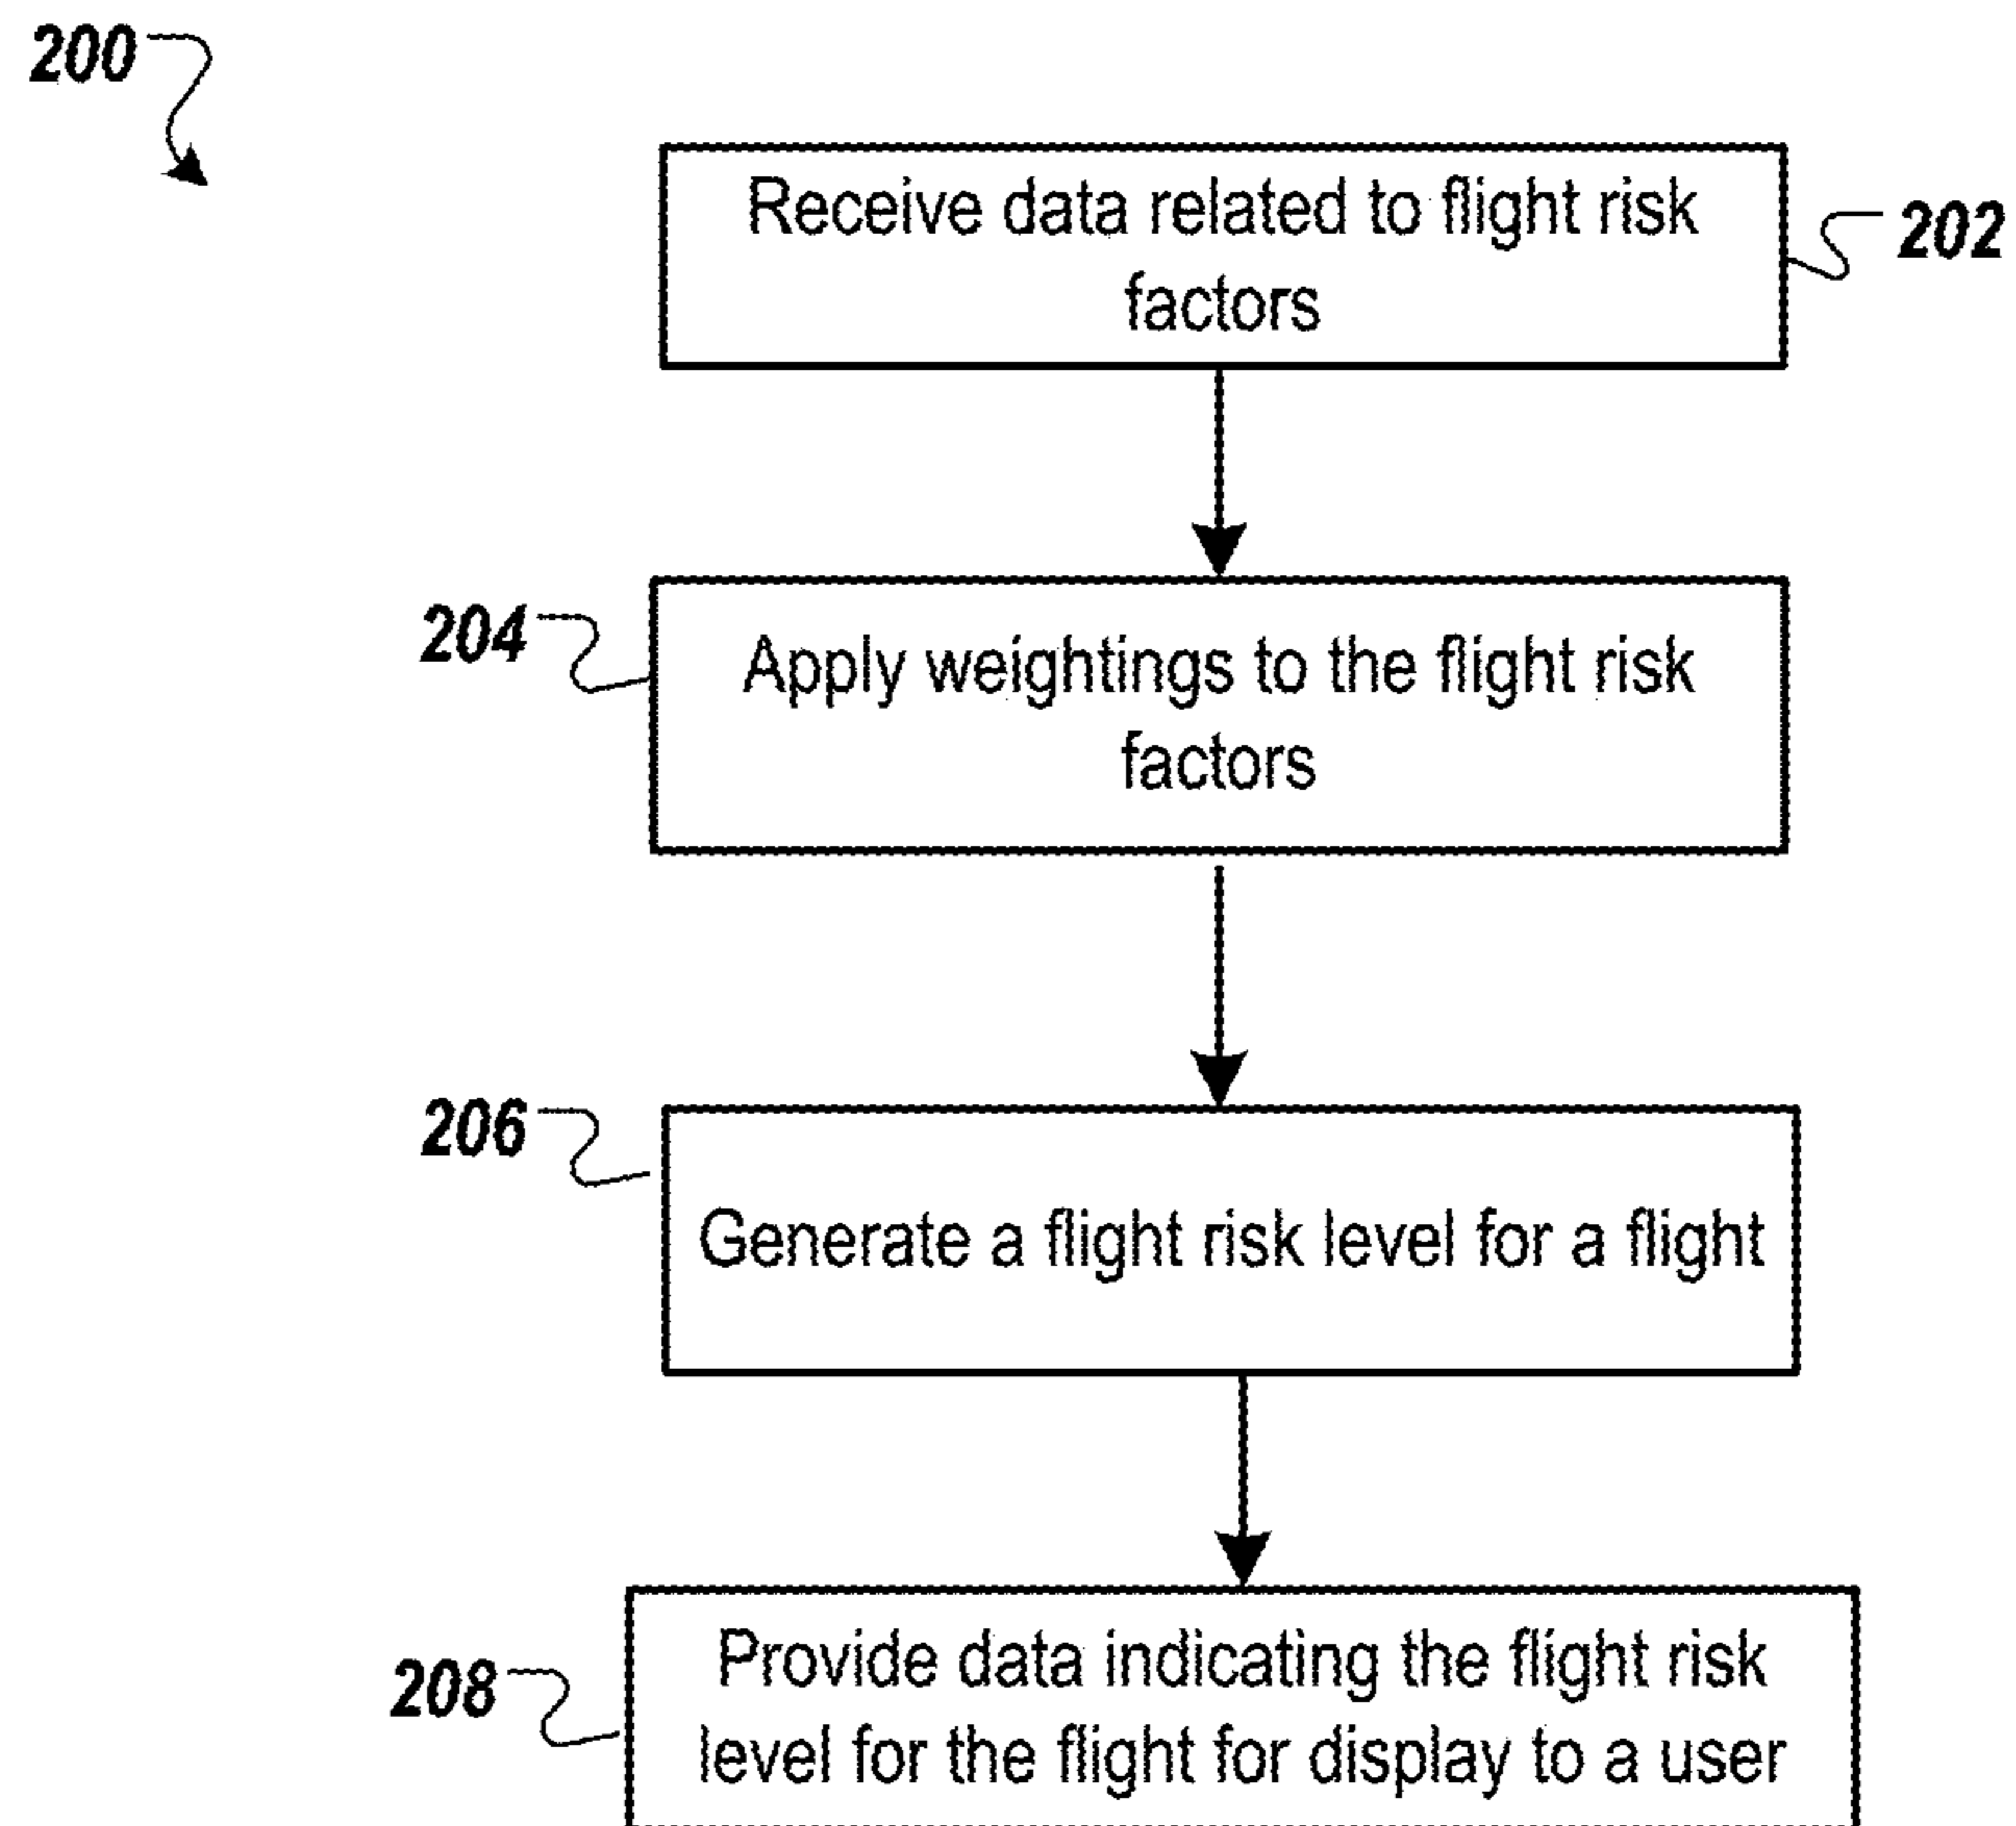 200
Receive data related to flight risk
factors
202
204
Apply weightings to the flight risk
factors
206
Generate a flight risk level for a flight
208
Provide data indicating the flight risk
level for the flight for display to a user